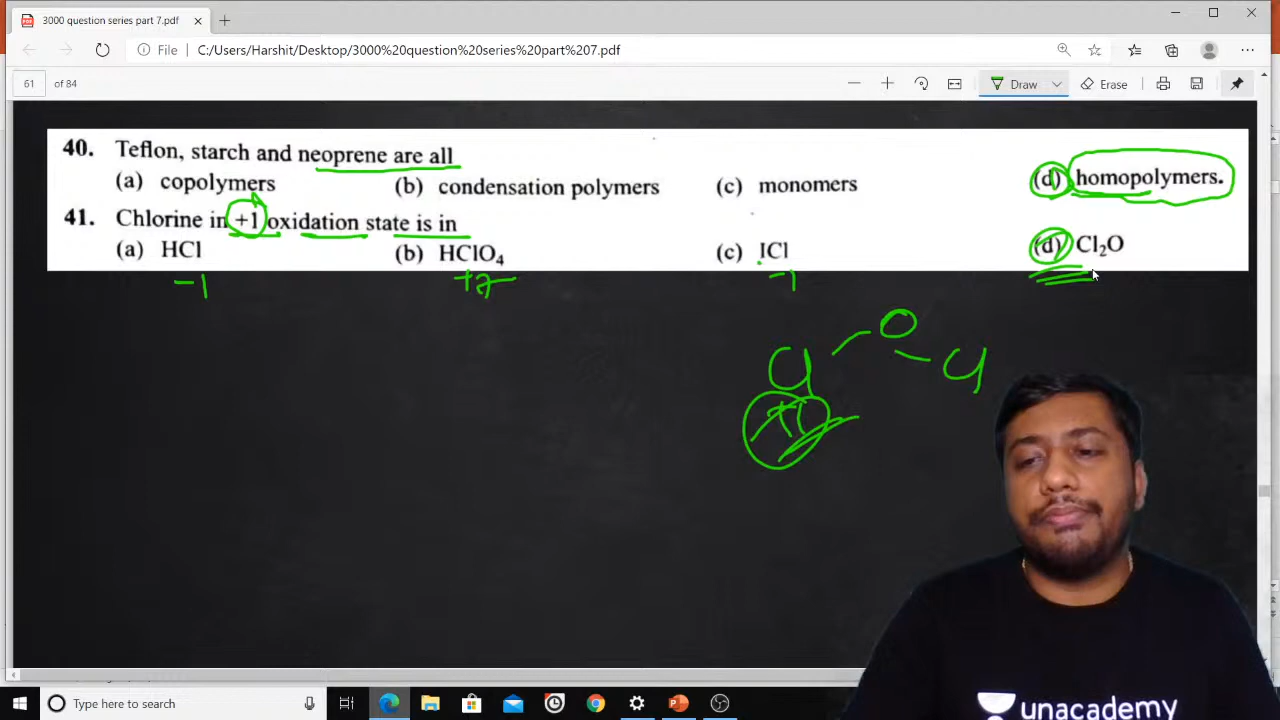 3000 question series part 7.pdf
File | C:/Users/Harshit/Desktop/3000%20question%20series%20part%207.pdf
61 of 84
Draw
Erase
40. Teflon, starch and neoprene are all
(a) copolymers (b) condensation polymers (c) monomers (d) homopolymers.
41. Chlorine in +1 oxidation state is in
(a) HCl (b) HClO₄ (c) ICl (d) Cl₂O
-1 +7 -1
O
Cl Cl
+1
unacademy
Type here to search